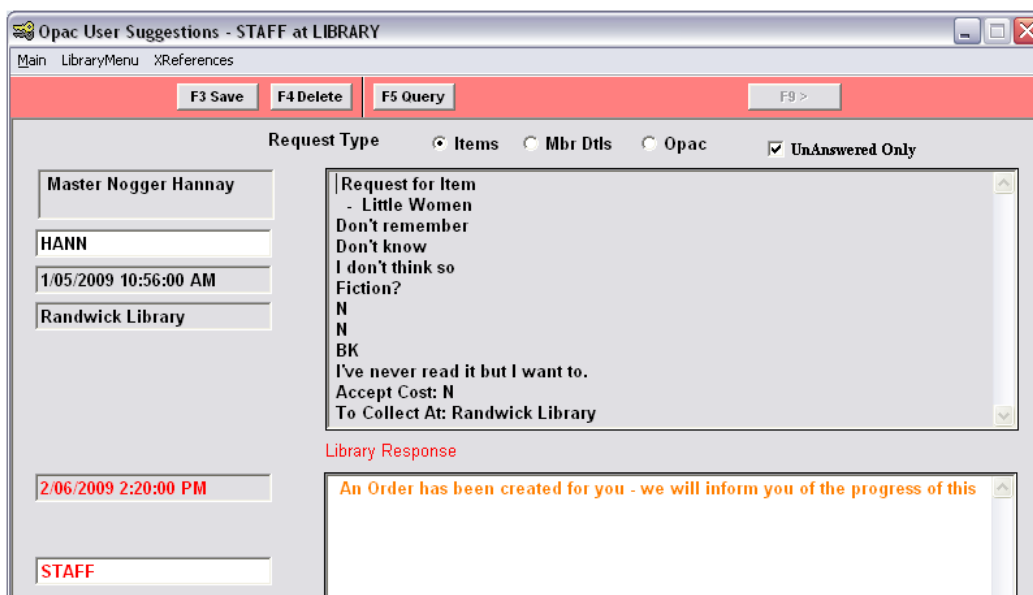 Opac User Suggestions - STAFF at LIBRARY
Main LibraryMenu XReferences
F3 Save F4 Delete F5 Query F9 >
Request Type Items Mbr Dtls Opac UnAnswered Only
Master Nogger Hannay
HANN
1/05/2009 10:56:00 AM
Randwick Library
Request for Item
- Little Women
Don't remember
Don't know
I don't think so
Fiction?
N
N
BK
I've never read it but I want to.
Accept Cost: N
To Collect At: Randwick Library
Library Response
2/06/2009 2:20:00 PM
An Order has been created for you - we will inform you of the progress of this
STAFF